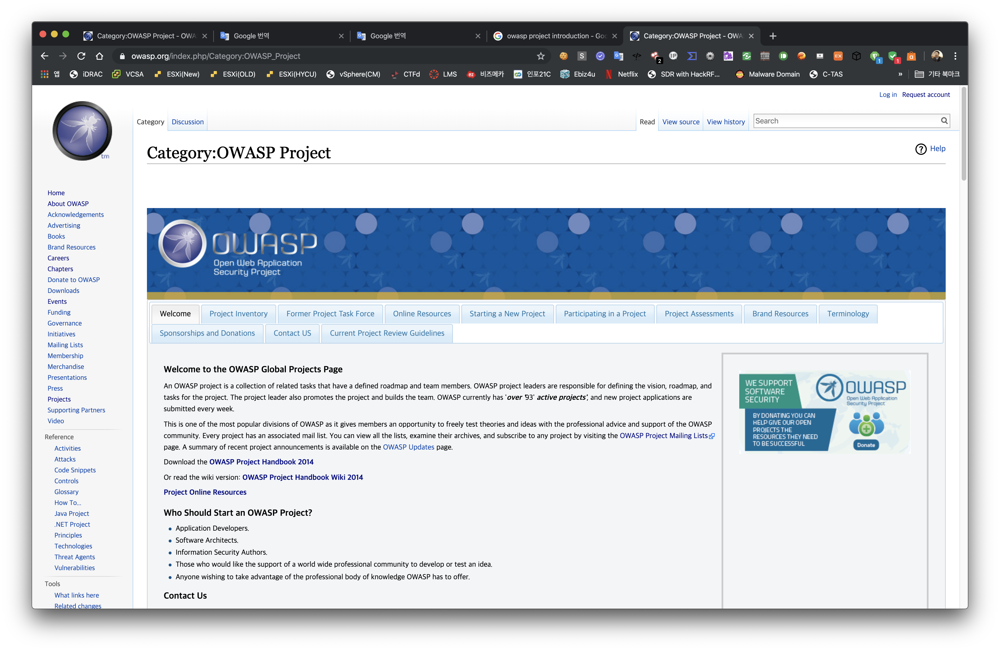 Category:OWASP Project - OWA
Google 번역
Google 번역
owasp project introduction - Goo
Category:OWASP Project - OWA
owasp.org/index.php/Category:OWASP_Project
S
2
IP
EX
1
1
앱
iDRAC
VCSA
ESXi(New)
ESXi(OLD)
ESXi(HYCU)
vSphere(CM)
CTFd
LMS
ez
비즈메카
인포21C
Ebiz4u
Netflix
SDR with HackRF...
Malware Domain
C-TAS
»
기타 북마크
Log in
Request account
tm
Category
Discussion
Read
View source
View history
Search
Category:OWASP Project
Help
Home
About OWASP
Acknowledgements
Advertising
Books
Brand Resources
Careers
Chapters
Donate to OWASP
Downloads
Events
Funding
Governance
Initiatives
Mailing Lists
Membership
Merchandise
Presentations
Press
Projects
Supporting Partners
Video
Reference
Activities
Attacks
Code Snippets
Controls
Glossary
How To...
Java Project
.NET Project
Principles
Technologies
Threat Agents
Vulnerabilities
Tools
What links here
Related changes
OWASP
Open Web Application
Security Project
Welcome
Project Inventory
Former Project Task Force
Online Resources
Starting a New Project
Participating in a Project
Project Assessments
Brand Resources
Terminology
Sponsorships and Donations
Contact US
Current Project Review Guidelines
Welcome to the OWASP Global Projects Page
An OWASP project is a collection of related tasks that have a defined roadmap and team members. OWASP project leaders are responsible for defining the vision, roadmap, and
tasks for the project. The project leader also promotes the project and builds the team. OWASP currently has 'over '93' active projects', and new project applications are
submitted every week.
This is one of the most popular divisions of OWASP as it gives members an opportunity to freely test theories and ideas with the professional advice and support of the OWASP
community. Every project has an associated mail list. You can view all the lists, examine their archives, and subscribe to any project by visiting the OWASP Project Mailing Lists
page. A summary of recent project announcements is available on the OWASP Updates page.
Download the OWASP Project Handbook 2014
Or read the wiki version: OWASP Project Handbook Wiki 2014
Project Online Resources
Who Should Start an OWASP Project?
Application Developers.
Software Architects.
Information Security Authors.
Those who would like the support of a world wide professional community to develop or test an idea.
Anyone wishing to take advantage of the professional body of knowledge OWASP has to offer.
Contact Us
WE SUPPORT
SOFTWARE
SECURITY
OWASP
Open Web Application
Security Project
BY DONATING YOU CAN
HELP GIVE OUR OPEN
PROJECTS THE
RESOURCES THEY NEED
TO BE SUCCESSFUL
Donate